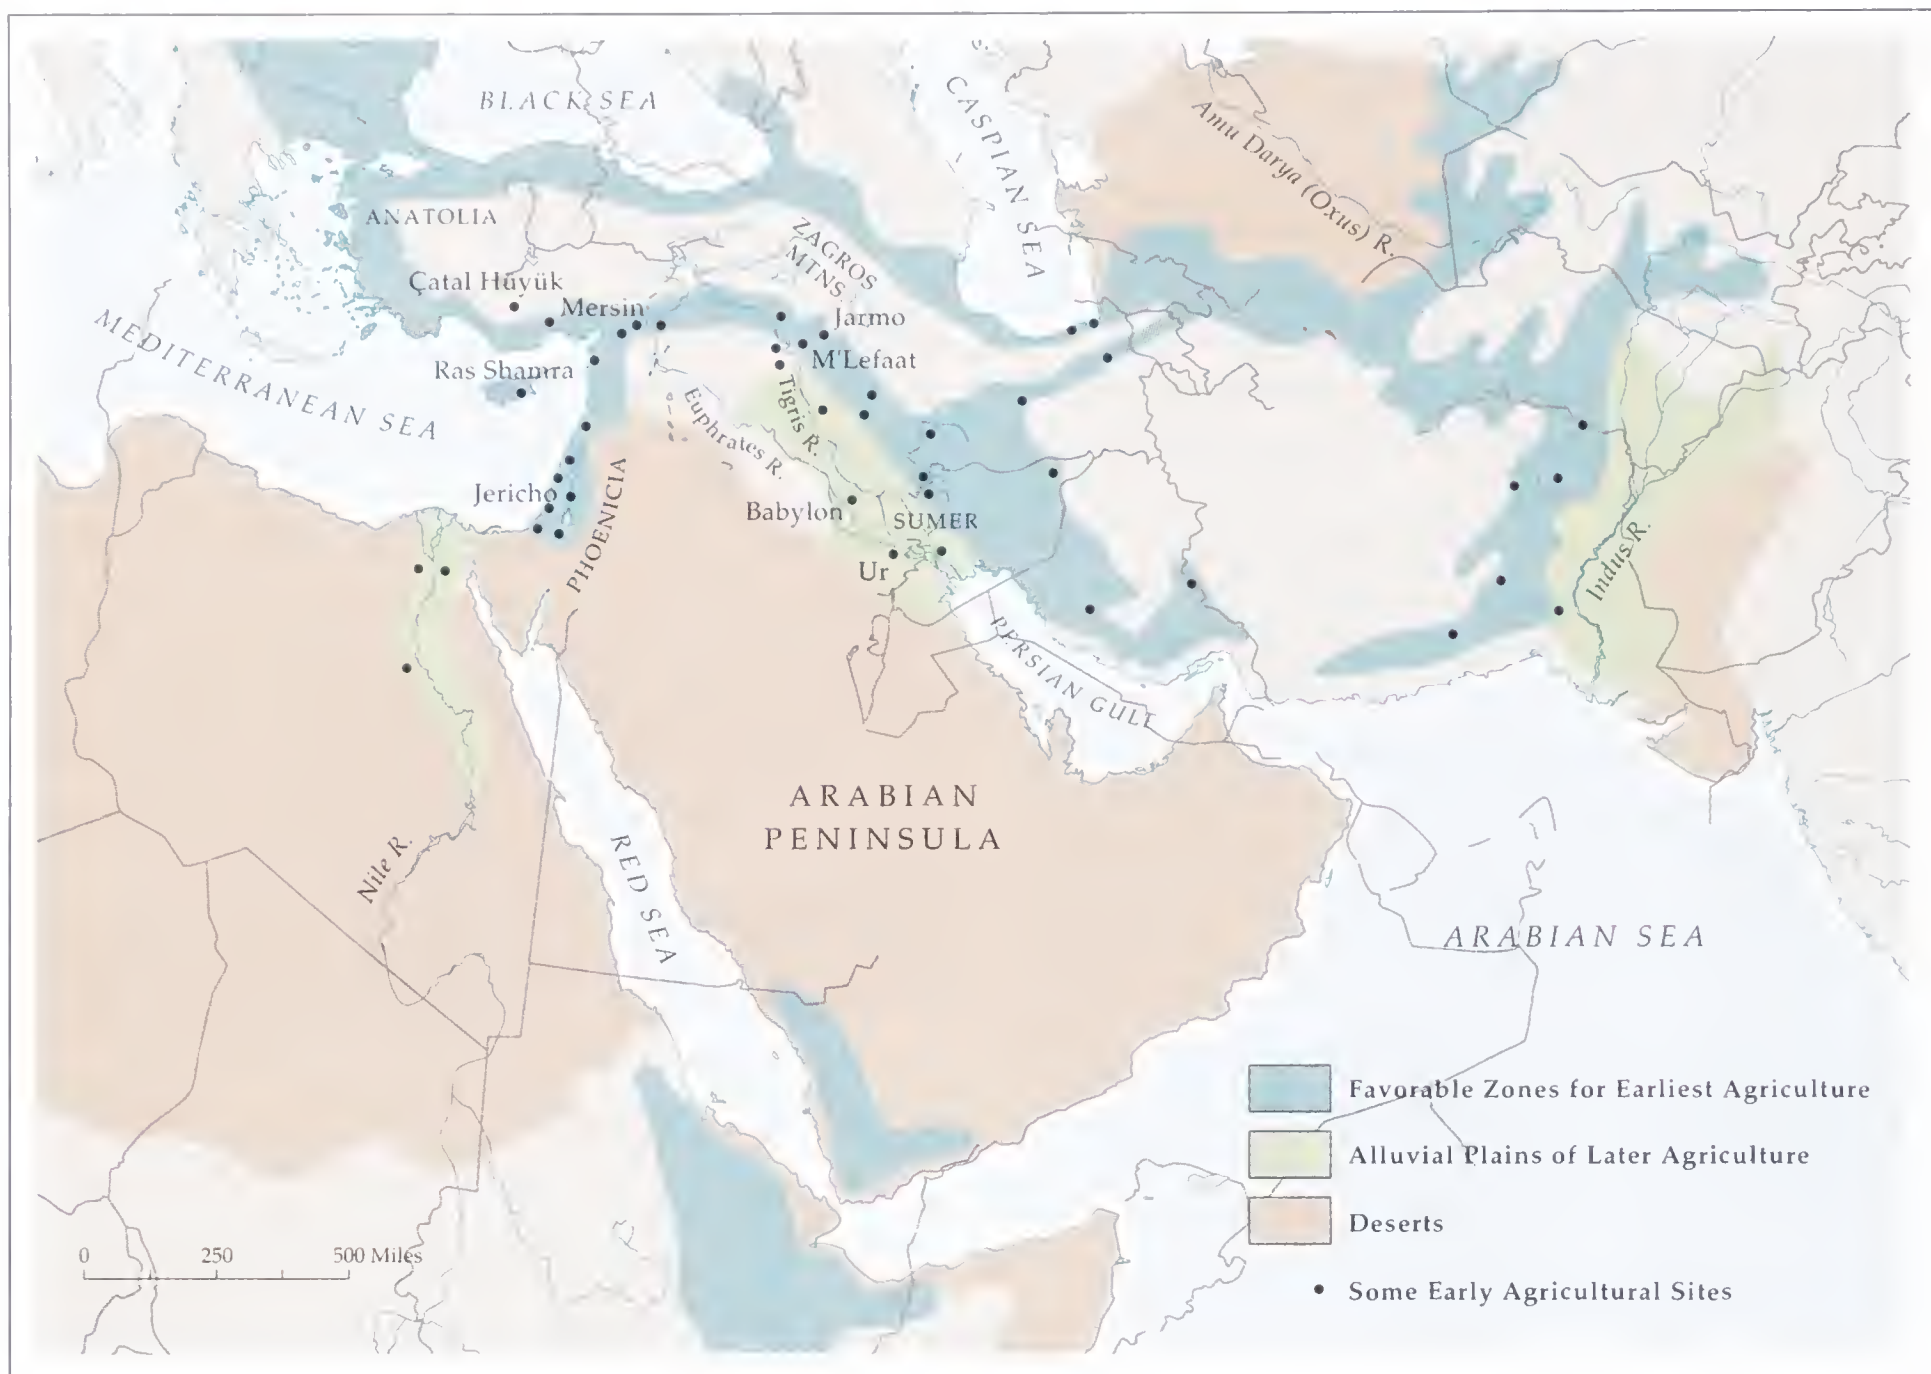 BLACK SEA
CASPIAN SEA
Amu Darya (Oxus) R.
ANATOLIA
ZAGROS
MTNS.
Çatal Hüyük
Mersin
Jarmo
MEDITERRANEAN SEA
Ras Shamra
M'Lefaat
Tigris R.
Euphrates R.
Jericho
PHOENICIA
Babylon
SUMER
Indus R.
Ur
PERSIAN GULF
ARABIAN
PENINSULA
Nile R.
RED SEA
ARABIAN SEA
Favorable Zones for Earliest Agriculture
Alluvial Plains of Later Agriculture
Deserts
0 250 500 Miles
Some Early Agricultural Sites